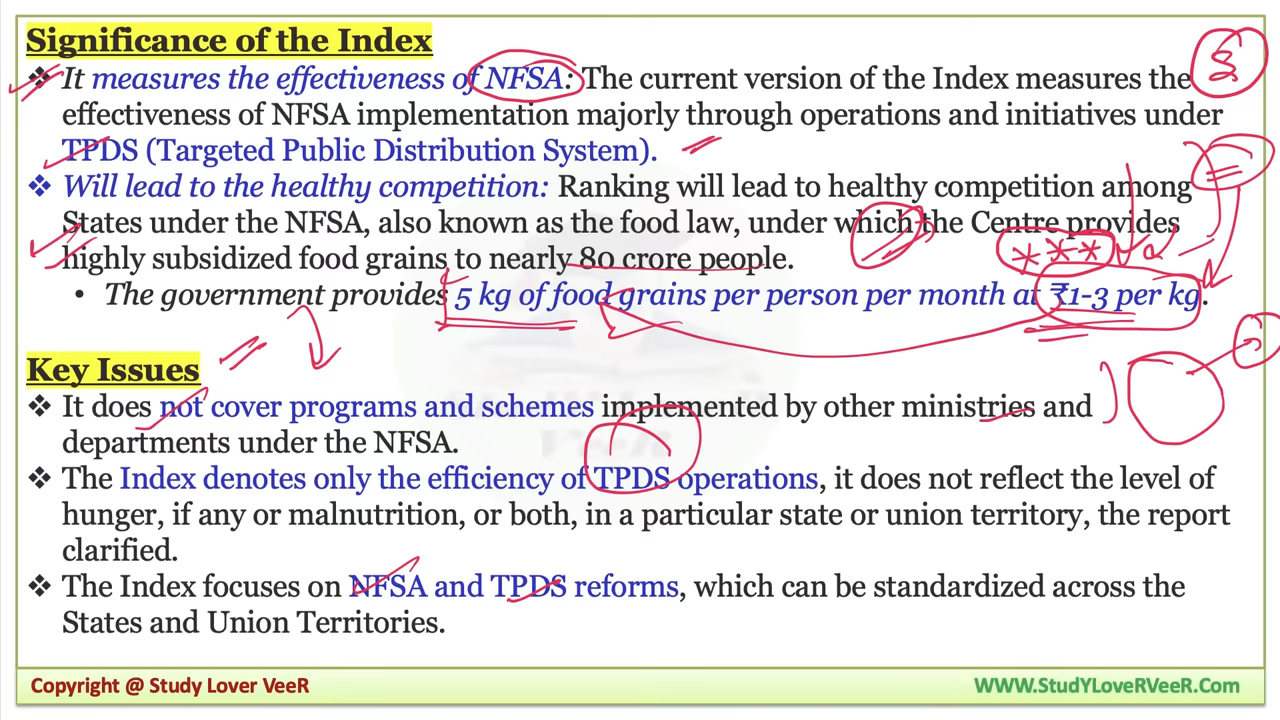 Significance of the Index
❖ It measures the effectiveness of NFSA: The current version of the Index measures the
effectiveness of NFSA implementation majorly through operations and initiatives under
TPDS (Targeted Public Distribution System).
❖ Will lead to the healthy competition: Ranking will lead to healthy competition among
States under the NFSA, also known as the food law, under which the Centre provides
highly subsidized food grains to nearly 80 crore people.
• The government provides 5 kg of food grains per person per month at ₹1-3 per kg.
Key Issues
❖ It does not cover programs and schemes implemented by other ministries and
departments under the NFSA.
❖ The Index denotes only the efficiency of TPDS operations, it does not reflect the level of
hunger, if any or malnutrition, or both, in a particular state or union territory, the report
clarified.
❖ The Index focuses on NFSA and TPDS reforms, which can be standardized across the
States and Union Territories.
Copyright @ Study Lover VeeR
WWW.StudYLoveRVeeR.Com